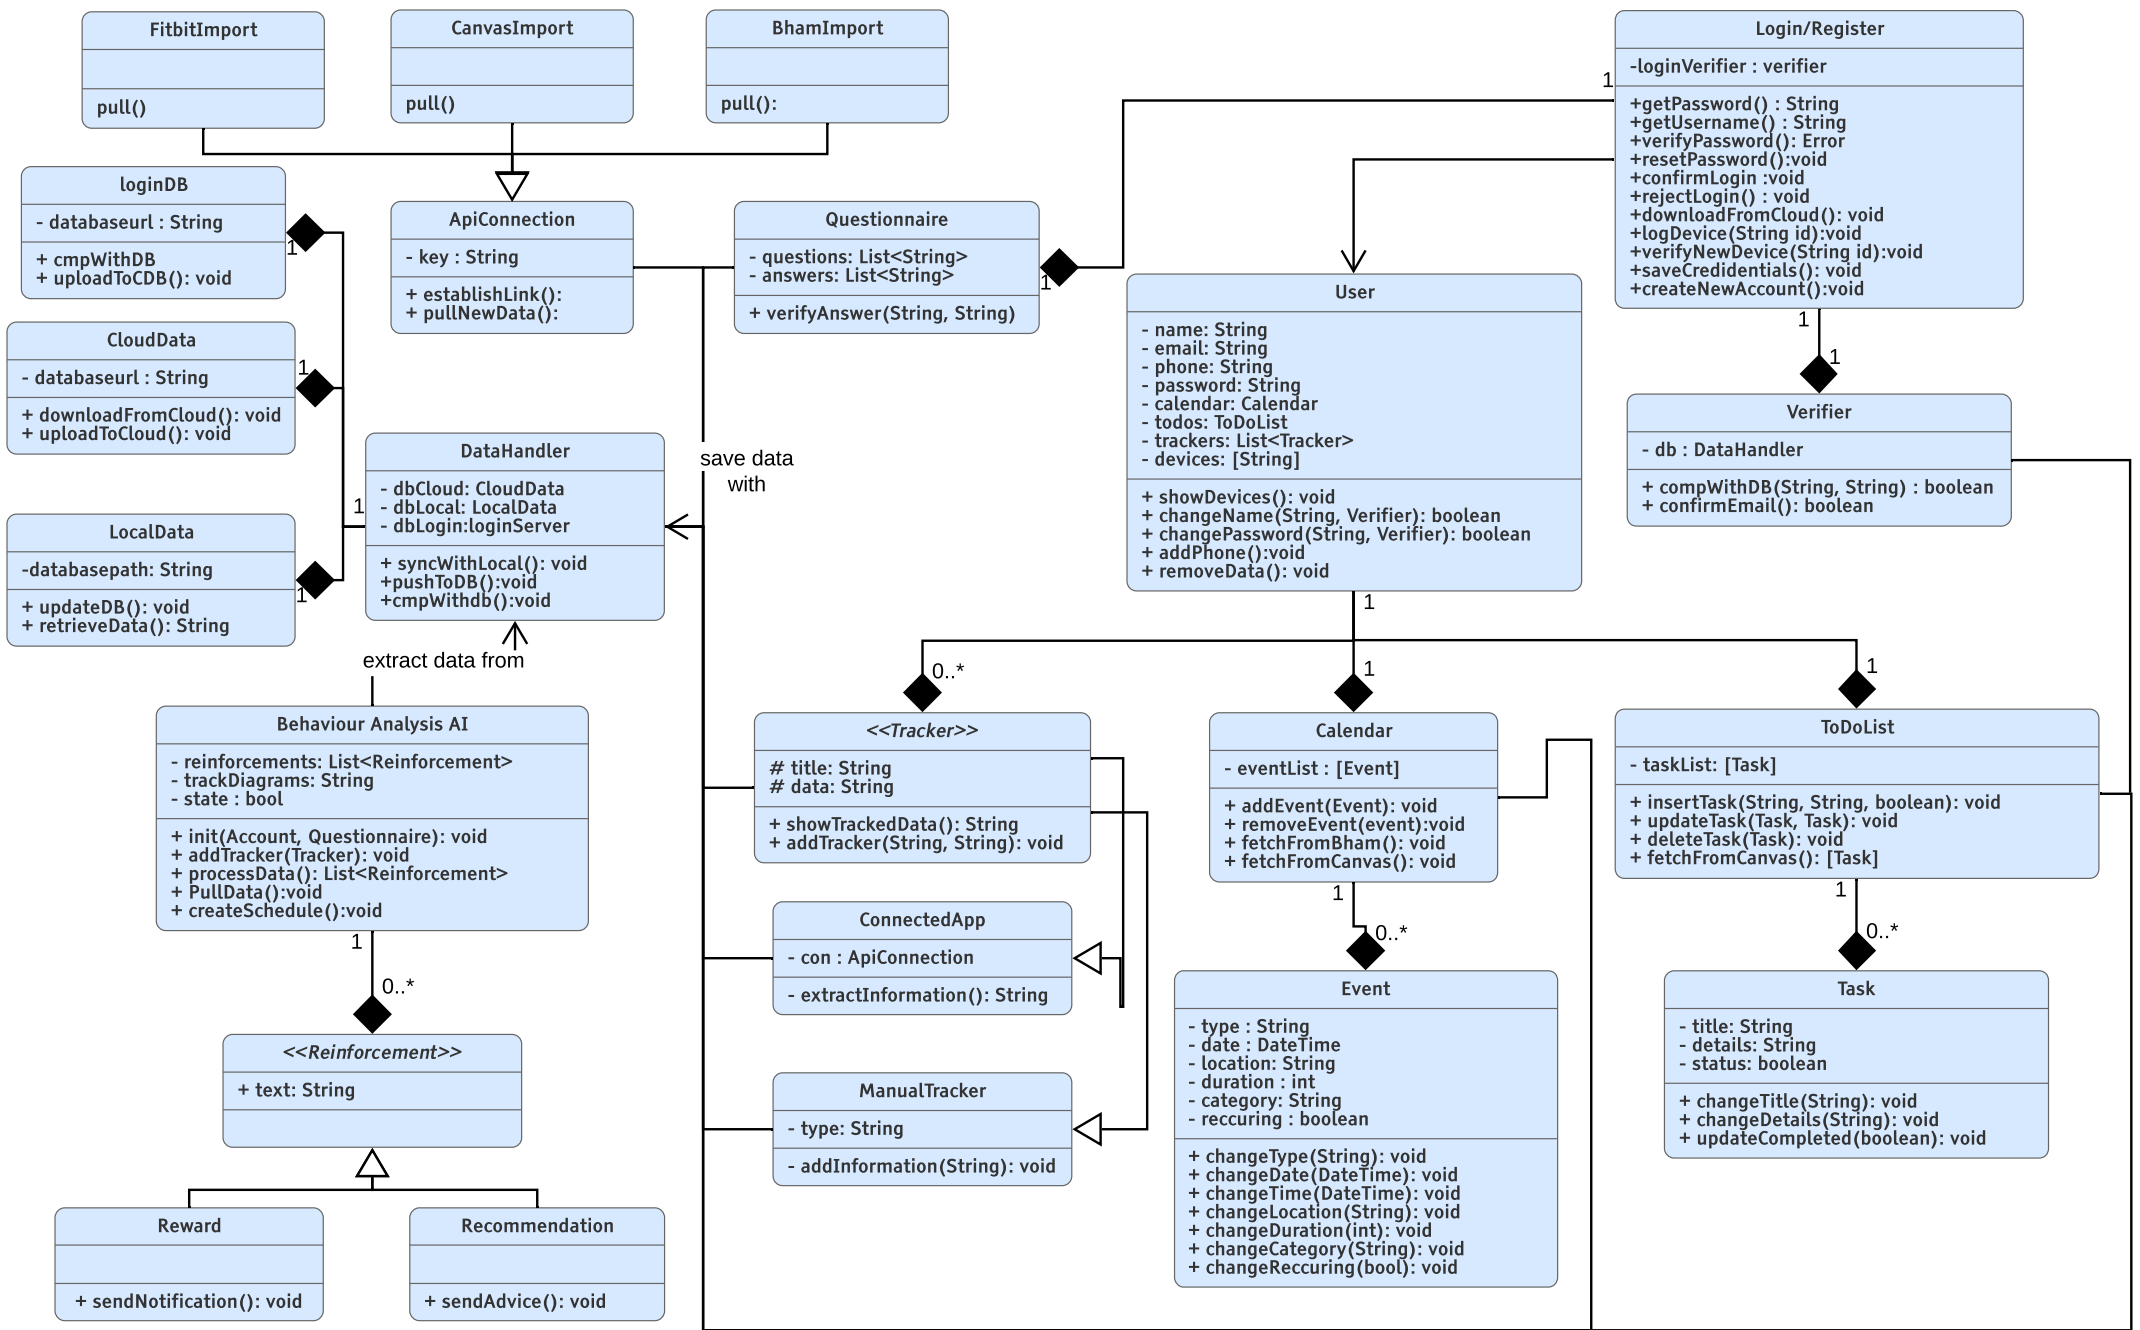 FitbitImport
pull()
CanvasImport
pull()
BhamImport
pull():
Login/Register
-loginVerifier : verifier
+getPassword() : String
+getUsername() : String
+verifyPassword(): Error
+resetPassword():void
+confirmLogin :void
+rejectLogin() : void
+downloadFromCloud(): void
+logDevice(String id):void
+verifyNewDevice(String id):void
+saveCredidentials(): void
+createNewAccount():void
1
loginDB
- databaseurl : String
+ cmpWithDB
+ uploadToCDB(): void
1
ApiConnection
- key : String
+ establishLink():
+ pullNewData():
Questionnaire
- questions: List<String>
- answers: List<String>
+ verifyAnswer(String, String)
1
User
- name: String
- email: String
- phone: String
- password: String
- calendar: Calendar
- todos: ToDoList
- trackers: List<Tracker>
- devices: [String]
+ showDevices(): void
+ changeName(String, Verifier): boolean
+ changePassword(String, Verifier): boolean
+ addPhone():void
+ removeData(): void
1
1
1
Verifier
- db : DataHandler
+ compWithDB(String, String) : boolean
+ confirmEmail(): boolean
CloudData
- databaseurl : String
+ downloadFromCloud(): void
+ uploadToCloud(): void
1
DataHandler
- dbCloud: CloudData
- dbLocal: LocalData
- dbLogin:loginServer
+ syncWithLocal(): void
+pushToDB():void
+cmpWithdb():void
1
save data
with
LocalData
-databasepath: String
+ updateDB(): void
+ retrieveData(): String
1
extract data from
Behaviour Analysis AI
- reinforcements: List<Reinforcement>
- trackDiagrams: String
- state : bool
+ init(Account, Questionnaire): void
+ addTracker(Tracker): void
+ processData(): List<Reinforcement>
+ PullData():void
+ createSchedule():void
1
0..*
0..*
1
1
<<Tracker>>
# title: String
# data: String
+ showTrackedData(): String
+ addTracker(String, String): void
Calendar
- eventList : [Event]
+ addEvent(Event): void
+ removeEvent(event):void
+ fetchFromBham(): void
+ fetchFromCanvas(): void
1
0..*
ToDoList
- taskList: [Task]
+ insertTask(String, String, boolean): void
+ updateTask(Task, Task): void
+ deleteTask(Task): void
+ fetchFromCanvas(): [Task]
1
0..*
ConnectedApp
- con : ApiConnection
- extractInformation(): String
ManualTracker
- type: String
- addInformation(String): void
Event
- type : String
- date : DateTime
- location: String
- duration : int
- category: String
- reccuring : boolean
+ changeType(String): void
+ changeDate(DateTime): void
+ changeTime(DateTime): void
+ changeLocation(String): void
+ changeDuration(int): void
+ changeCategory(String): void
+ changeReccuring(bool): void
Task
- title: String
- details: String
- status: boolean
+ changeTitle(String): void
+ changeDetails(String): void
+ updateCompleted(boolean): void
<<Reinforcement>>
+ text: String
Reward
+ sendNotification(): void
Recommendation
+ sendAdvice(): void